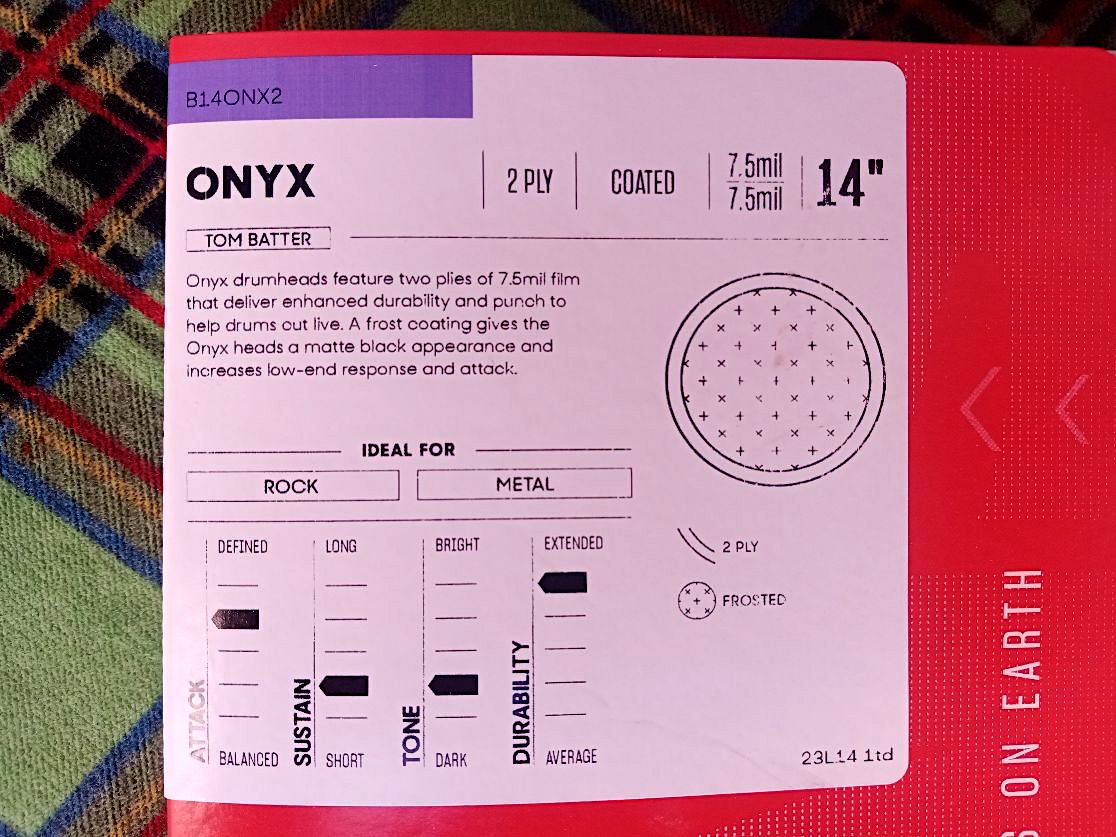 B14ONX2
ONYX
2 PLY
COATED
7.5mil
7.5mil
14"
TOM BATTER
Onyx drumheads feature two plies of 7.5mil film
that deliver enhanced durability and punch to
help drums cut live. A frost coating gives the
Onyx heads a matte black appearance and
increases low-end response and attack.
IDEAL FOR
ROCK
METAL
ATTACK
DEFINED
BALANCED
SUSTAIN
LONG
SHORT
TONE
BRIGHT
DARK
DURABILITY
EXTENDED
AVERAGE
2 PLY
FROSTED
23L14 1td
ON EARTH